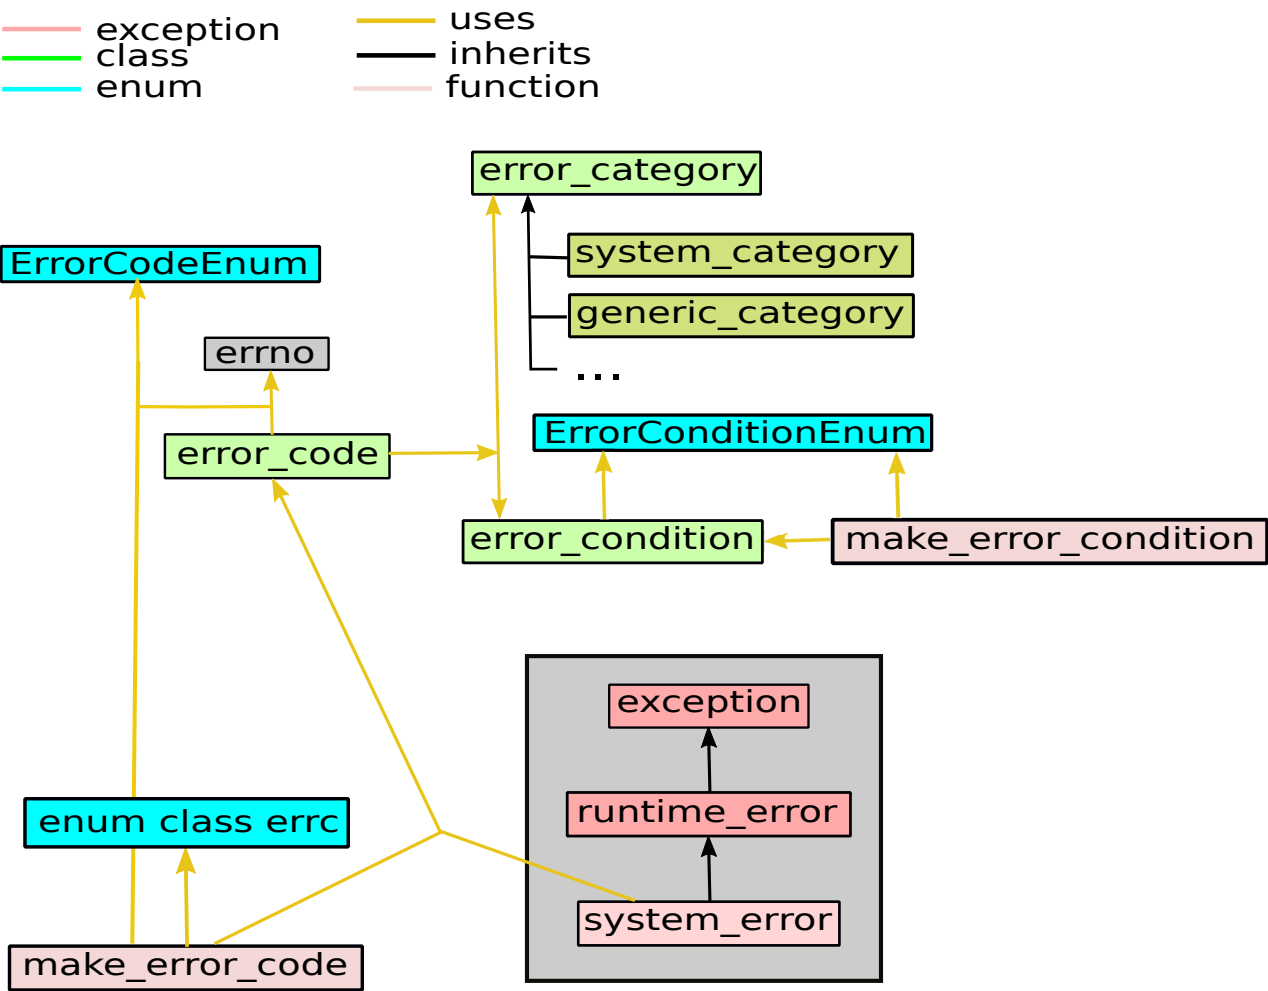 exception
class
enum
uses
inherits
function
error_category
system_category
generic_category
...
ErrorCodeEnum
errno
error_code
ErrorConditionEnum
error_condition
make_error_condition
exception
runtime_error
system_error
enum class errc
make_error_code